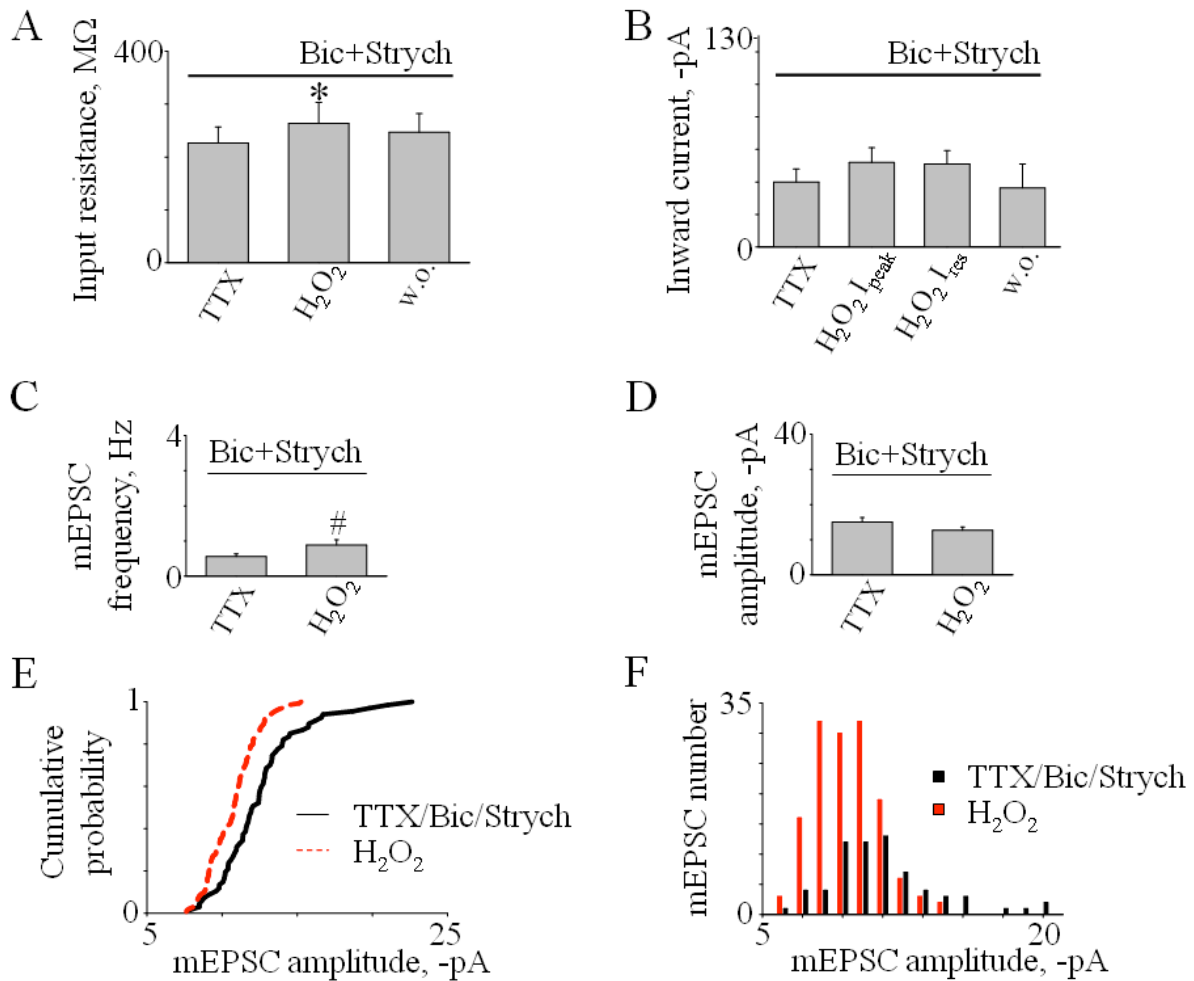 A
Input resistance, MΩ
400
0
Bic+Strych
*
TTX
H₂O₂
w.o.
B
Inward current, -pA
130
0
Bic+Strych
TTX
H₂O₂ Ipeak
H₂O₂ Ires
w.o.
C
mEPSC
frequency, Hz
4
0
Bic+Strych
#
TTX
H₂O₂
D
mEPSC
amplitude, -pA
40
0
Bic+Strych
TTX
H₂O₂
E
Cumulative
probability
1
0
TTX/Bic/Strych
H₂O₂
5
25
mEPSC amplitude, -pA
F
mEPSC number
35
0
TTX/Bic/Strych
H₂O₂
5
20
mEPSC amplitude, -pA